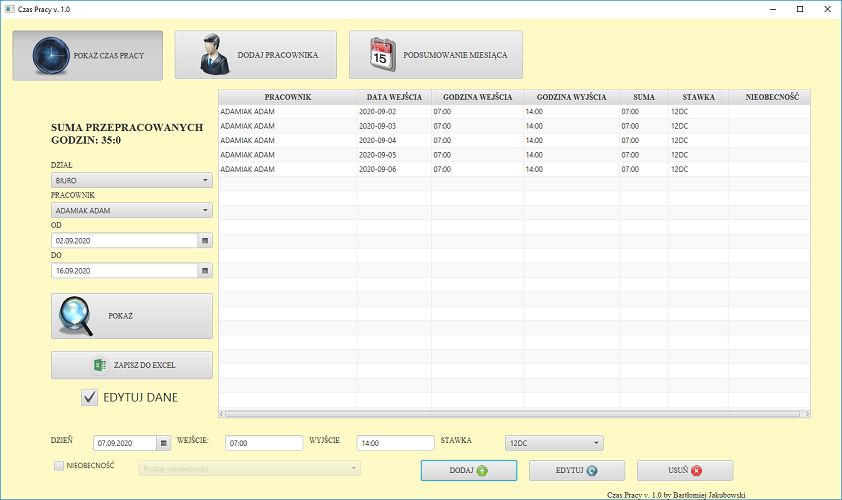 Czas Pracy v. 1.0
POKAŻ CZAS PRACY
DODAJ PRACOWNIKA
PODSUMOWANIE MIESIĄCA
15
SUMA PRZEPRACOWANYCH
GODZIN: 35:0
DZIAŁ
BIURO
PRACOWNIK
ADAMIAK ADAM
OD
02.09.2020
DO
16.09.2020
POKAŻ
ZAPISZ DO EXCEL
EDYTUJ DANE
PRACOWNIK DATA WEJŚCIA GODZINA WEJŚCIA GODZINA WYJŚCIA SUMA STAWKA NIEOBECNOŚĆ
ADAMIAK ADAM 2020-09-02 07:00 14:00 07:00 12DC
ADAMIAK ADAM 2020-09-03 07:00 14:00 07:00 12DC
ADAMIAK ADAM 2020-09-04 07:00 14:00 07:00 12DC
ADAMIAK ADAM 2020-09-05 07:00 14:00 07:00 12DC
ADAMIAK ADAM 2020-09-06 07:00 14:00 07:00 12DC
DZIEŃ 07.09.2020 WEJŚCIE: 07:00 WYJŚCIE 14:00 STAWKA 12DC
NIEOBECNOŚĆ Rodzaj nieobecności
DODAJ EDYTUJ USUŃ
Czas Pracy v. 1.0 by Bartłomiej Jakubowski